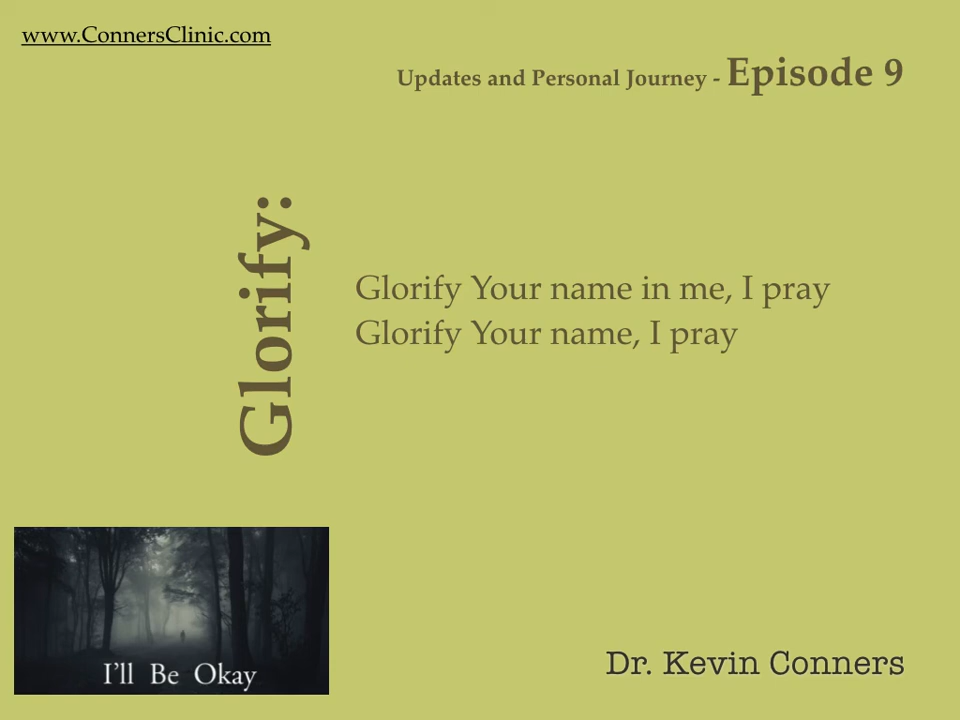 www.ConnersClinic.com
Updates and Personal Journey - Episode 9
Glorify:
Glorify Your name in me, I pray
Glorify Your name, I pray
I'll Be Okay
Dr. Kevin Conners